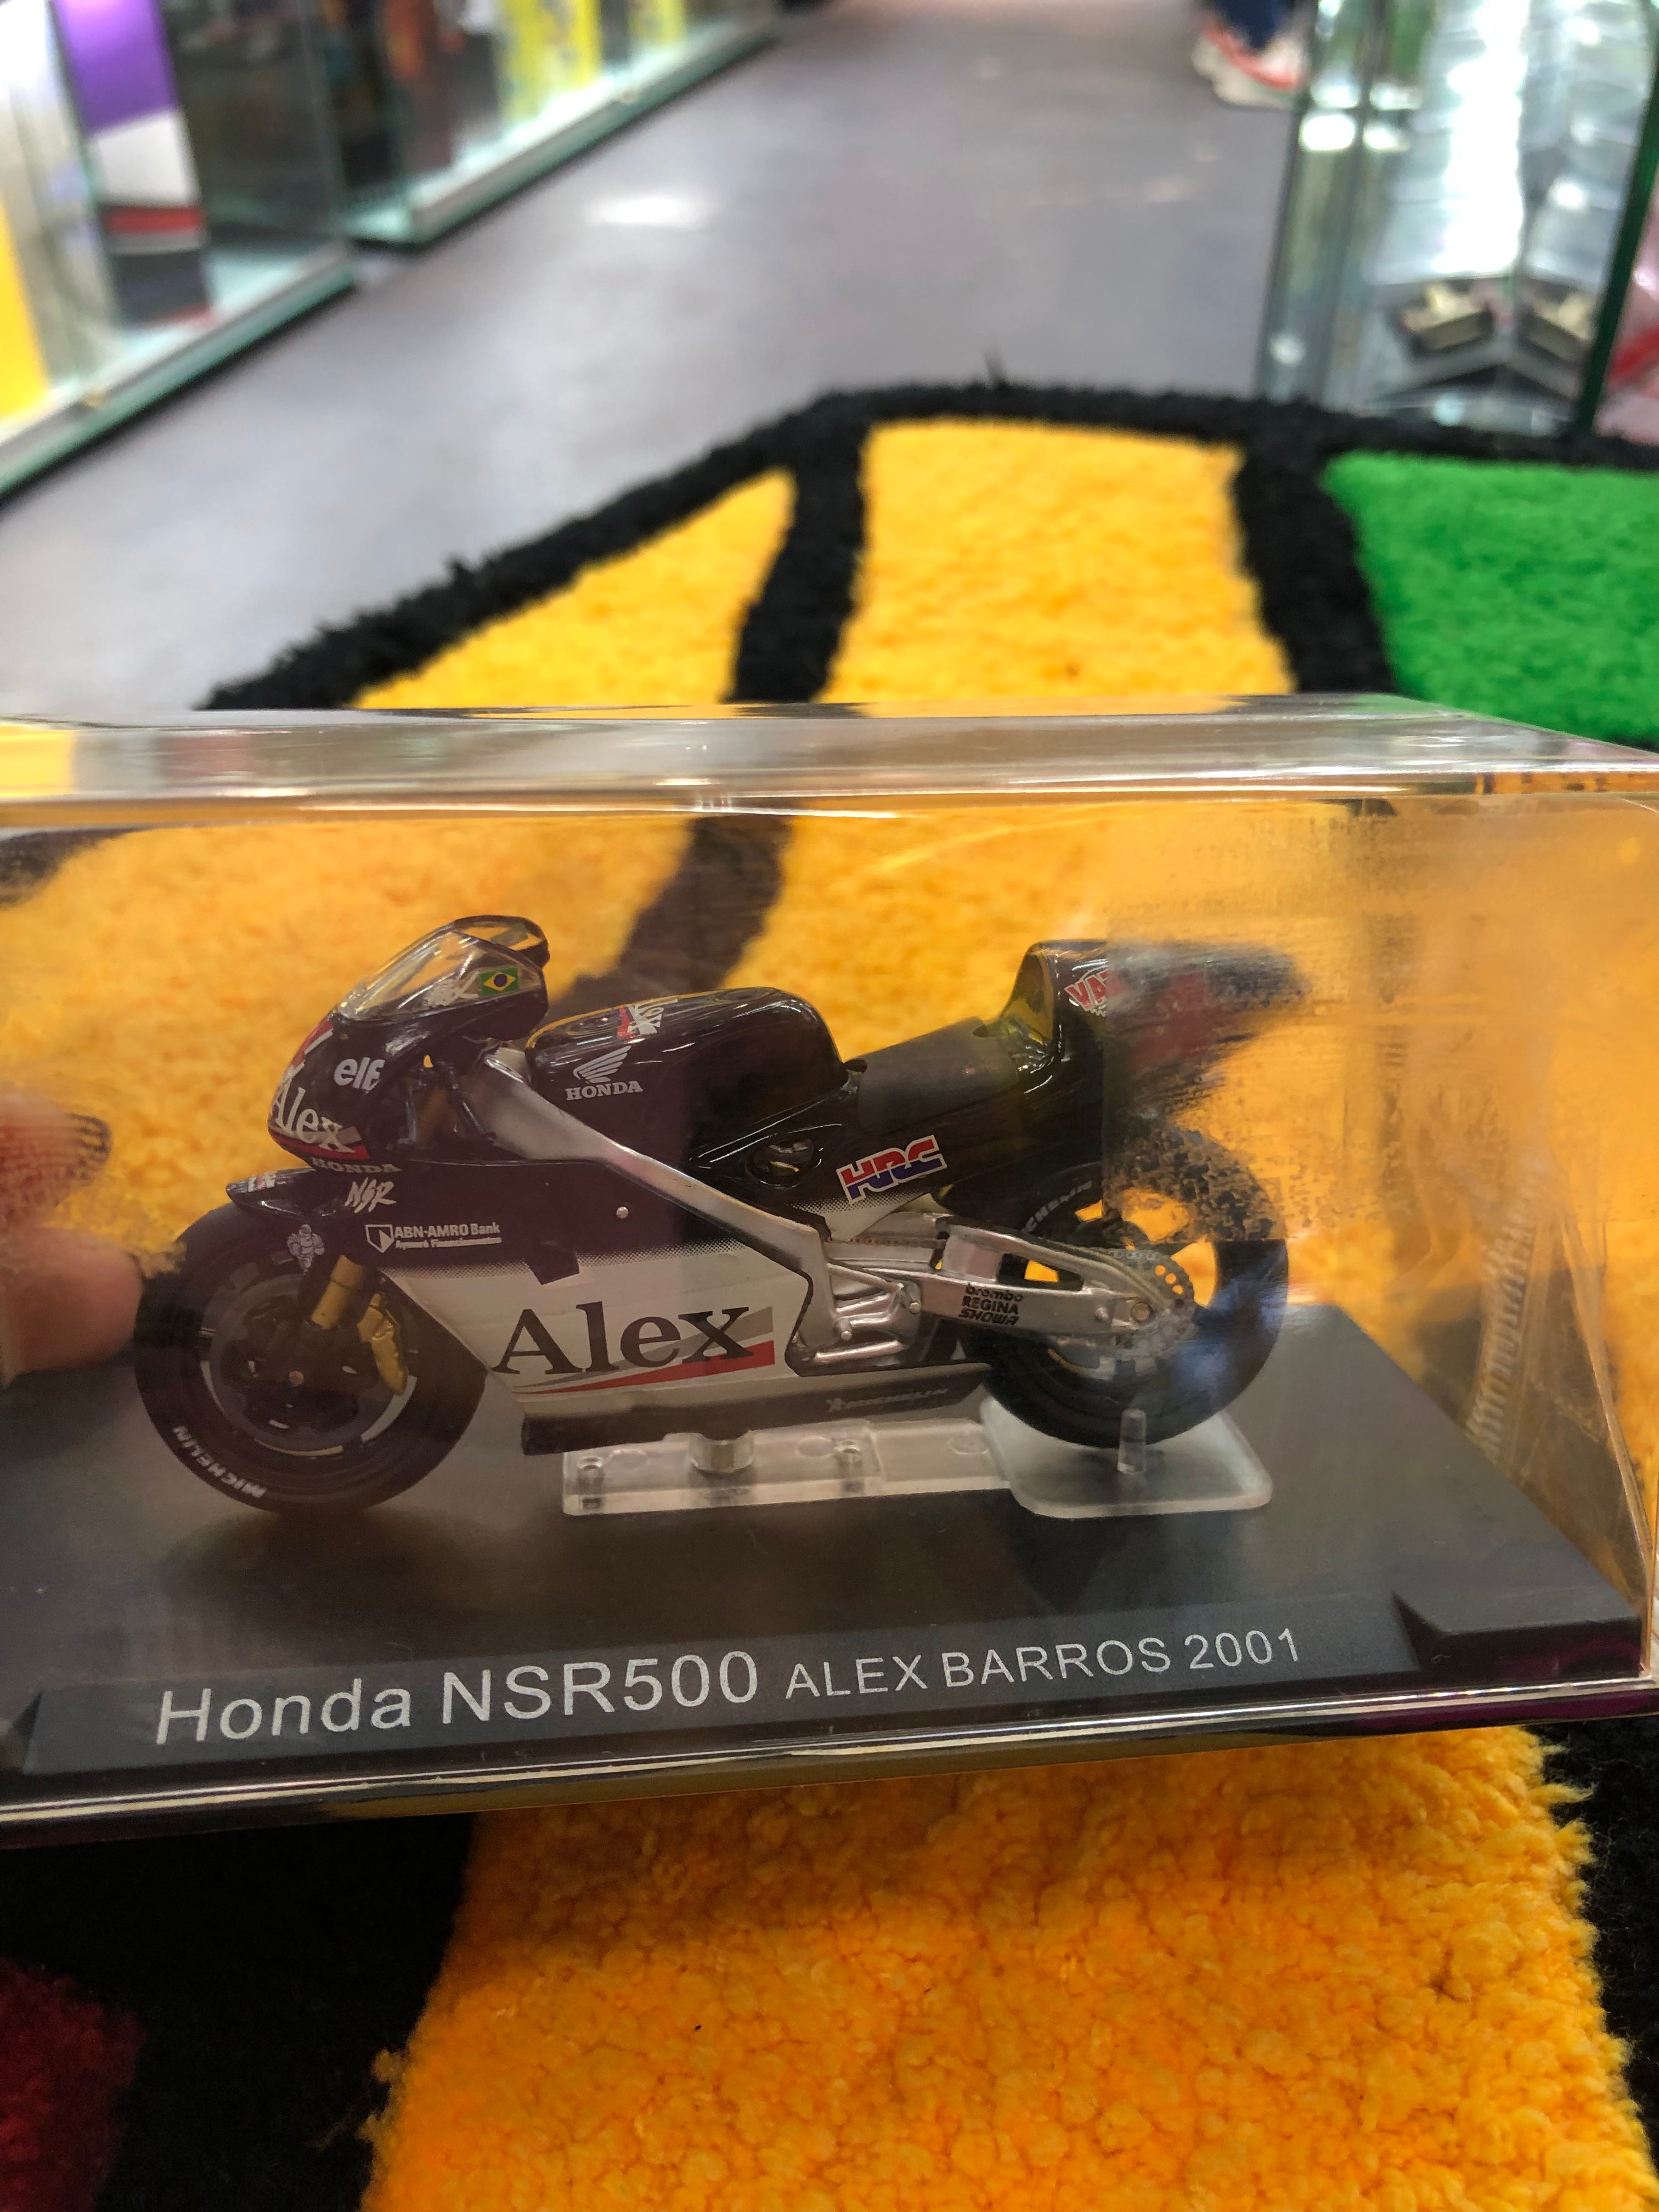 elf
Alex
HONDA
HONDA
NSR
ABN-AMRO Bank
HRC
Alex
brembo
REGINA
SHOWA
MICHELIN
MICHELIN
Honda NSR500 ALEX BARROS 2001